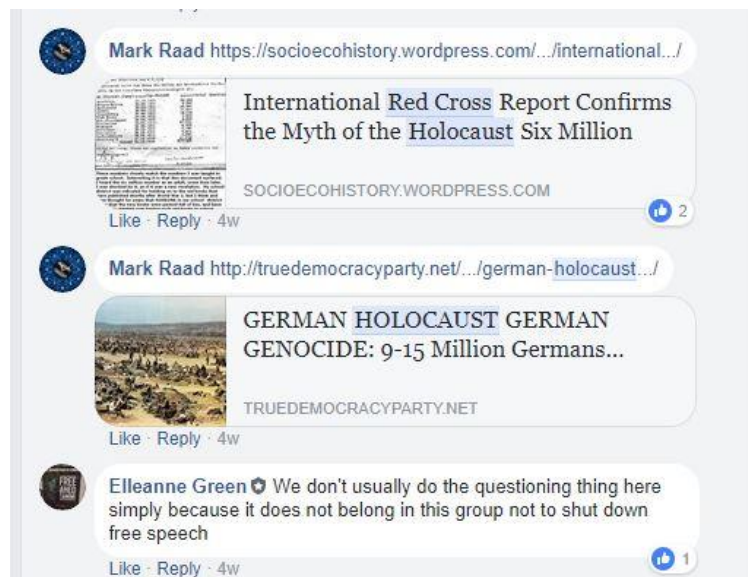 Mark Raad https://socioecohistory.wordpress.com/.../international.../
International Red Cross Report Confirms
the Myth of the Holocaust Six Million
SOCIOECOHISTORY.WORDPRESS.COM
2
Like · Reply · 4w
Mark Raad http://truedemocracyparty.net/.../german-holocaust.../
GERMAN HOLOCAUST GERMAN
GENOCIDE: 9-15 Million Germans...
TRUEDEMOCRACYPARTY.NET
Like · Reply · 4w
Elleanne Green We don't usually do the questioning thing here
simply because it does not belong in this group not to shut down
free speech
1
Like · Reply · 4w